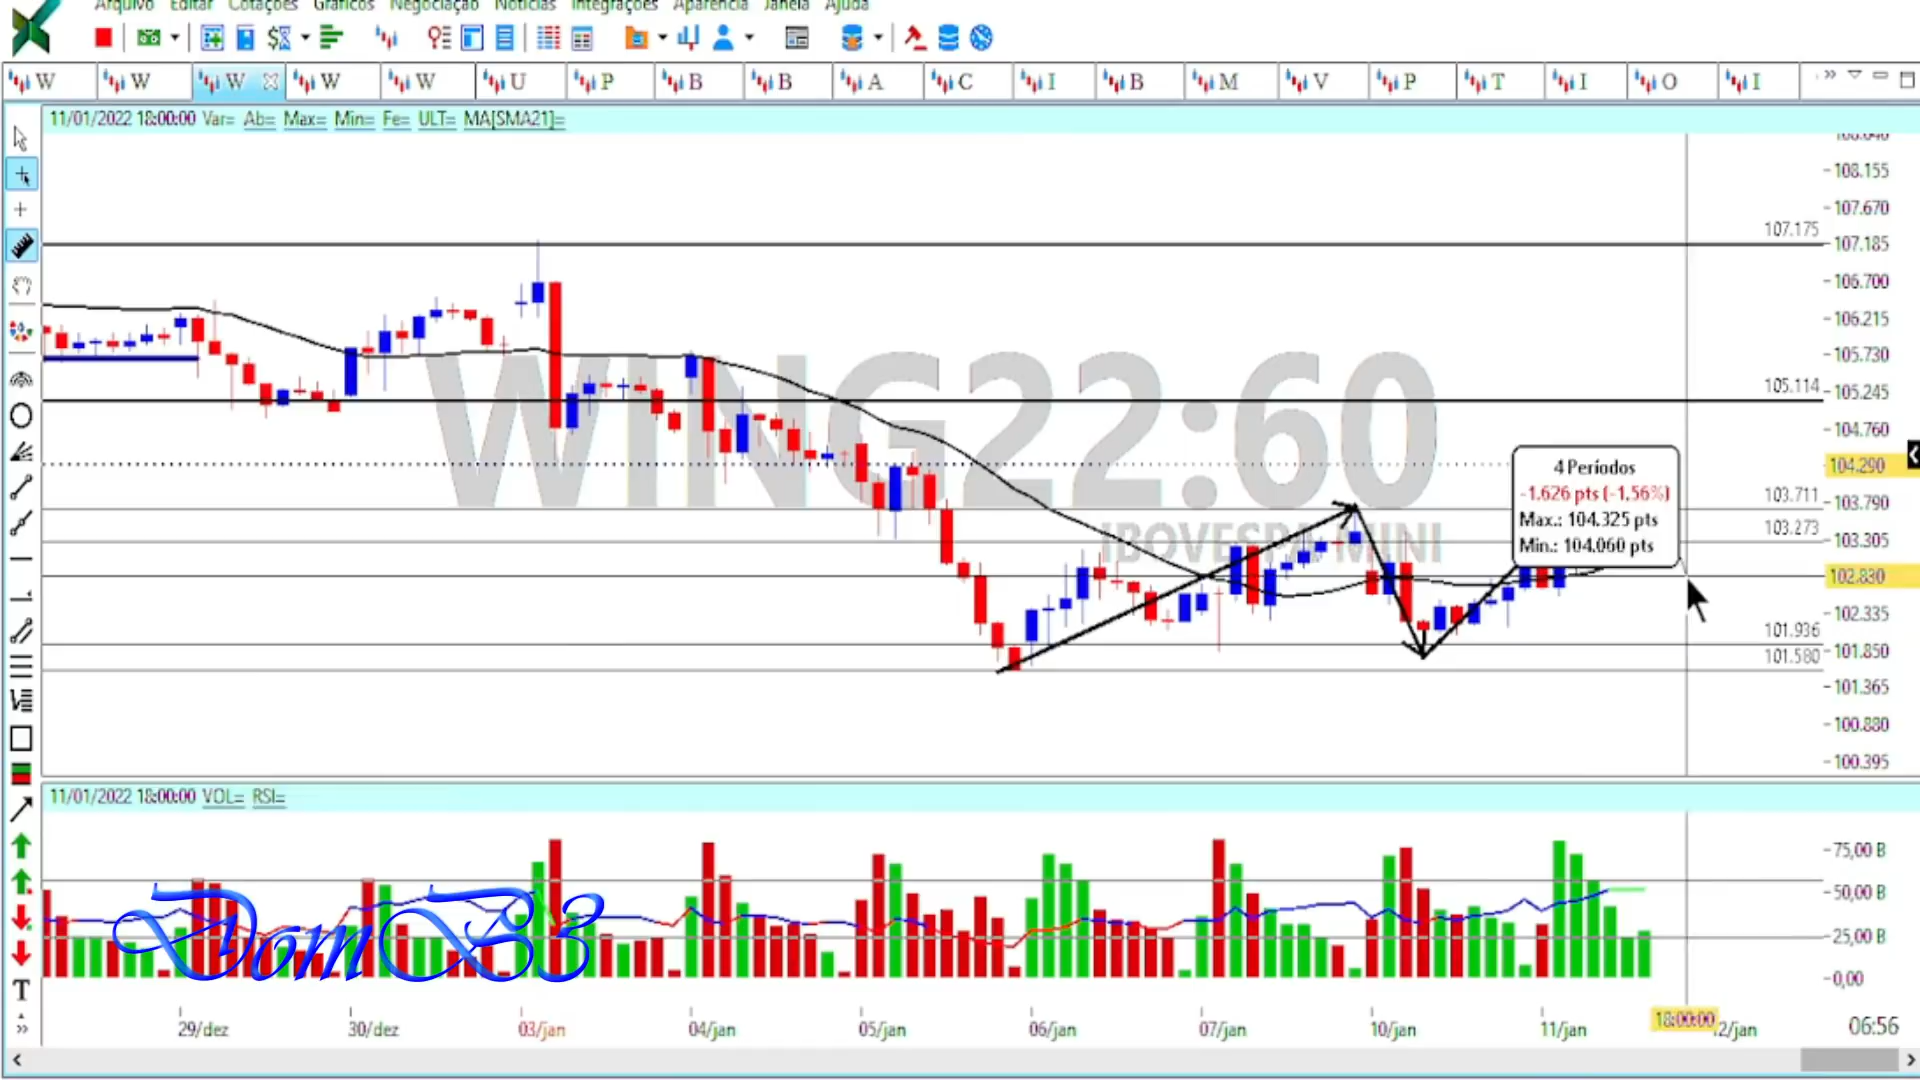 Arquivo Editar Cotações Gráficos Negociação Notícias Integrações Aparência Janela Ajuda
W W W W W U P B B A C I B M V P T I O I
11/01/2022 18:00:00 Var= Ab= Max= Min= Fe= ULT= MA[SMA21]=
108.640
108.155
107.670
107.175
107.185
106.700
106.215
105.730
105.114
105.245
104.760
104.290
103.711
103.790
103.273
103.305
102.830
102.335
101.936
101.850
101.580
101.365
100.880
100.395
WING22:60
IBOVESPA MINI
4 Períodos
-1.626 pts (-1,56%)
Max.: 104.325 pts
Min.: 104.060 pts
11/01/2022 18:00:00 VOL= RSI=
75,00 B
50,00 B
25,00 B
0,00
DomB3
T
29/dez 30/dez 03/jan 04/jan 05/jan 06/jan 07/jan 10/jan 11/jan 18:00:00 2/jan 06:56